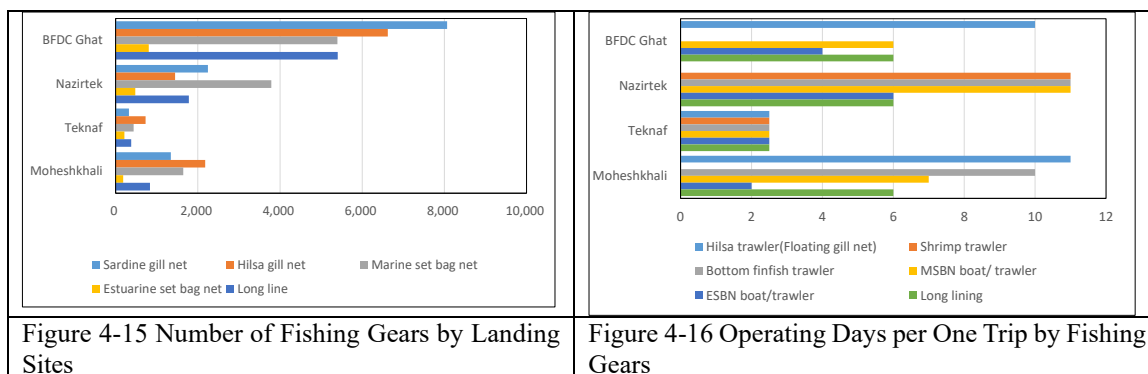 BFDC Ghat
Nazirtek
Teknaf
Moheshkhali
0 2,000 4,000 6,000 8,000 10,000
Sardine gill net Hilsa gill net Marine set bag net
Estuarine set bag net Long line
Figure 4-15 Number of Fishing Gears by Landing
Sites
BFDC Ghat
Nazirtek
Teknaf
Moheshkhali
0 2 4 6 8 10 12
Hilsa trawler(Floating gill net) Shrimp trawler
Bottom finfish trawler MSBN boat/ trawler
ESBN boat/trawler Long lining
Figure 4-16 Operating Days per One Trip by Fishing
Gears